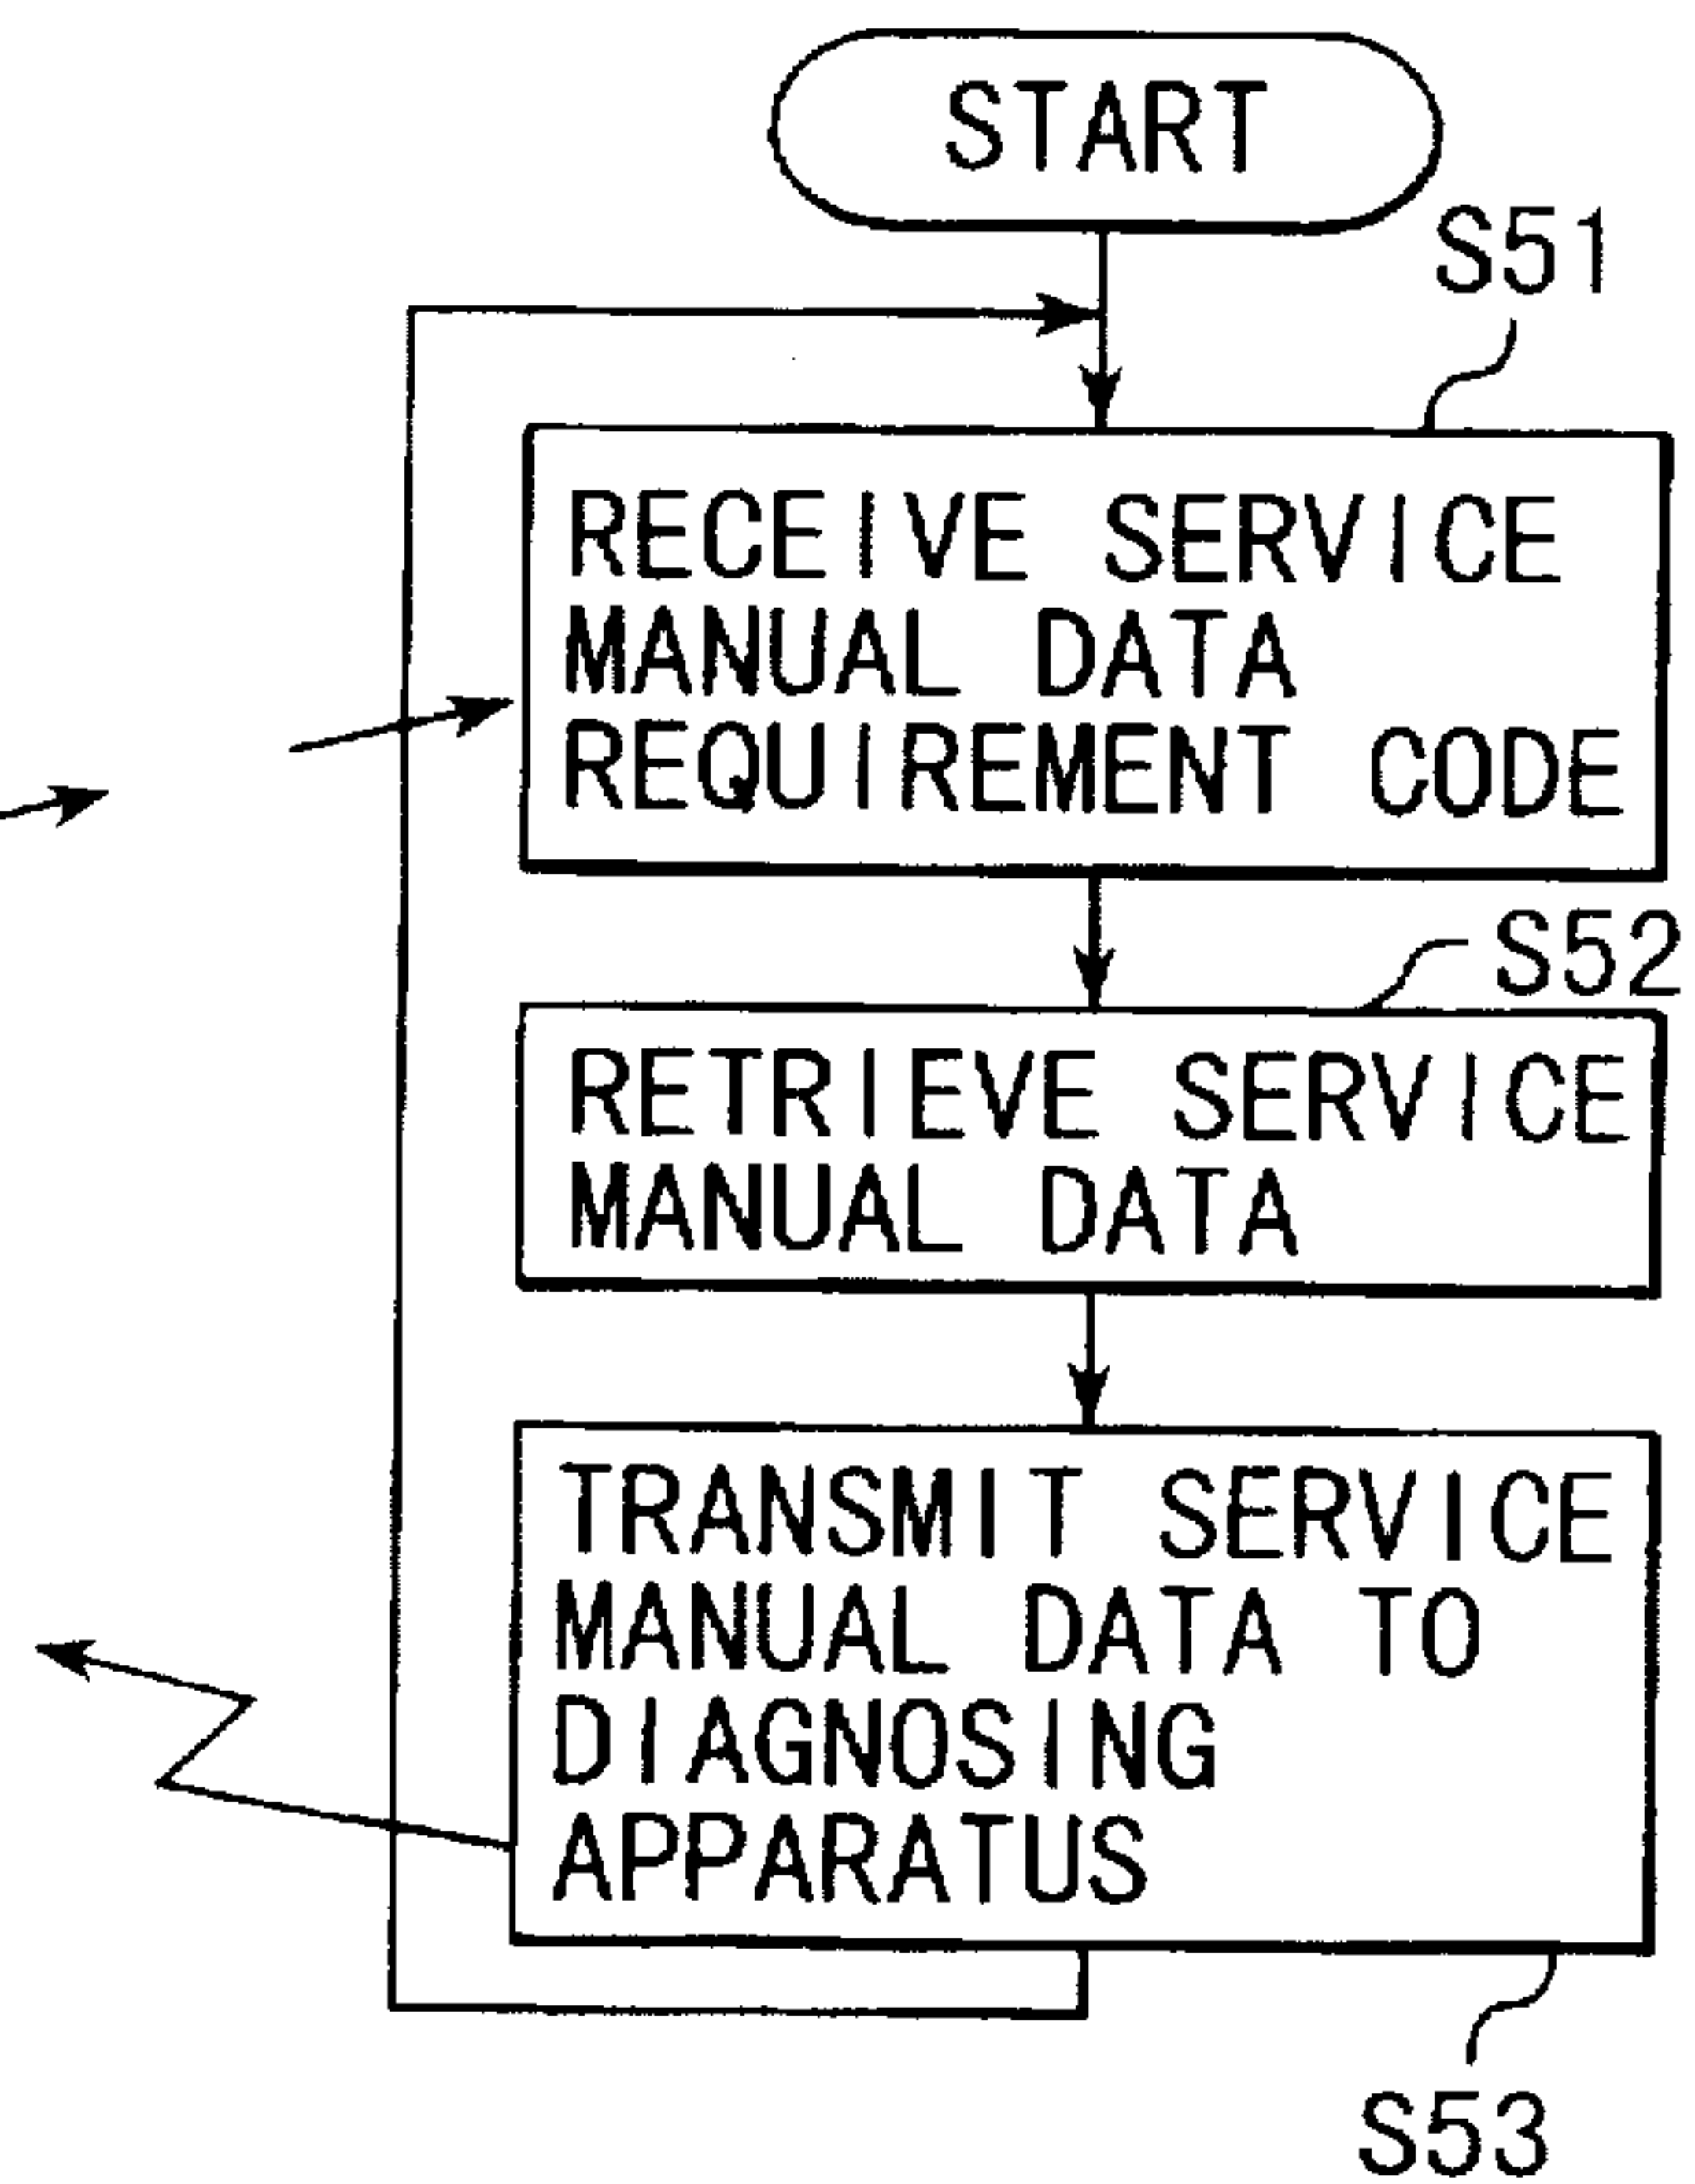 START
S51
RECEIVE SERVICE
MANUAL DATA
REQUIREMENT CODE
S52
RETRIEVE SERVICE
MANUAL DATA
TRANSMIT SERVICE
MANUAL DATA TO
DIAGNOSING
APPARATUS
S53